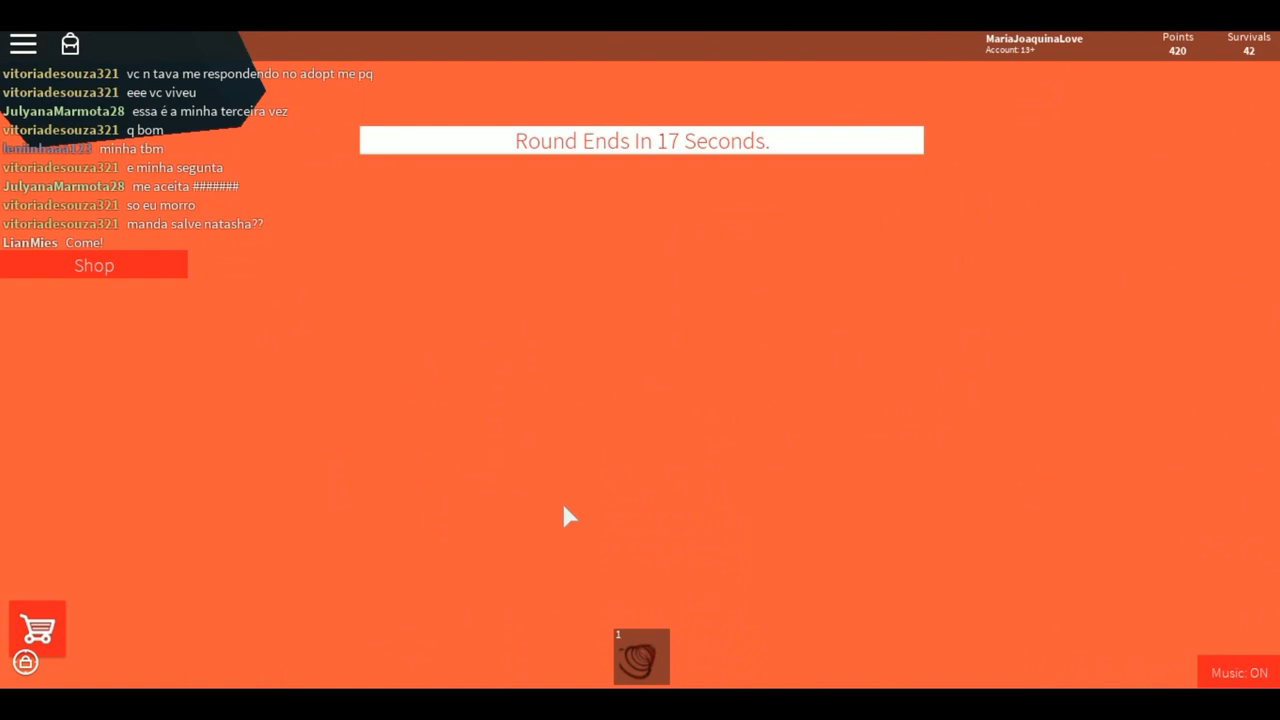 MariaJoaquinaLove
Account: 13+
Points
420
Survivals
42
vitoriadesouza321 vc n tava me respondendo no adopt me pq
vitoriadesouza321 eee vc viveu
JulyanaMarmota28 essa é a minha terceira vez
vitoriadesouza321 q bom
minha tbm
vitoriadesouza321 e minha segunta
JulyanaMarmota28 me aceita #######
vitoriadesouza321 so eu morro
vitoriadesouza321 manda salve natasha??
LianMies Come!
Round Ends In 17 Seconds.
Shop
1
Music: ON